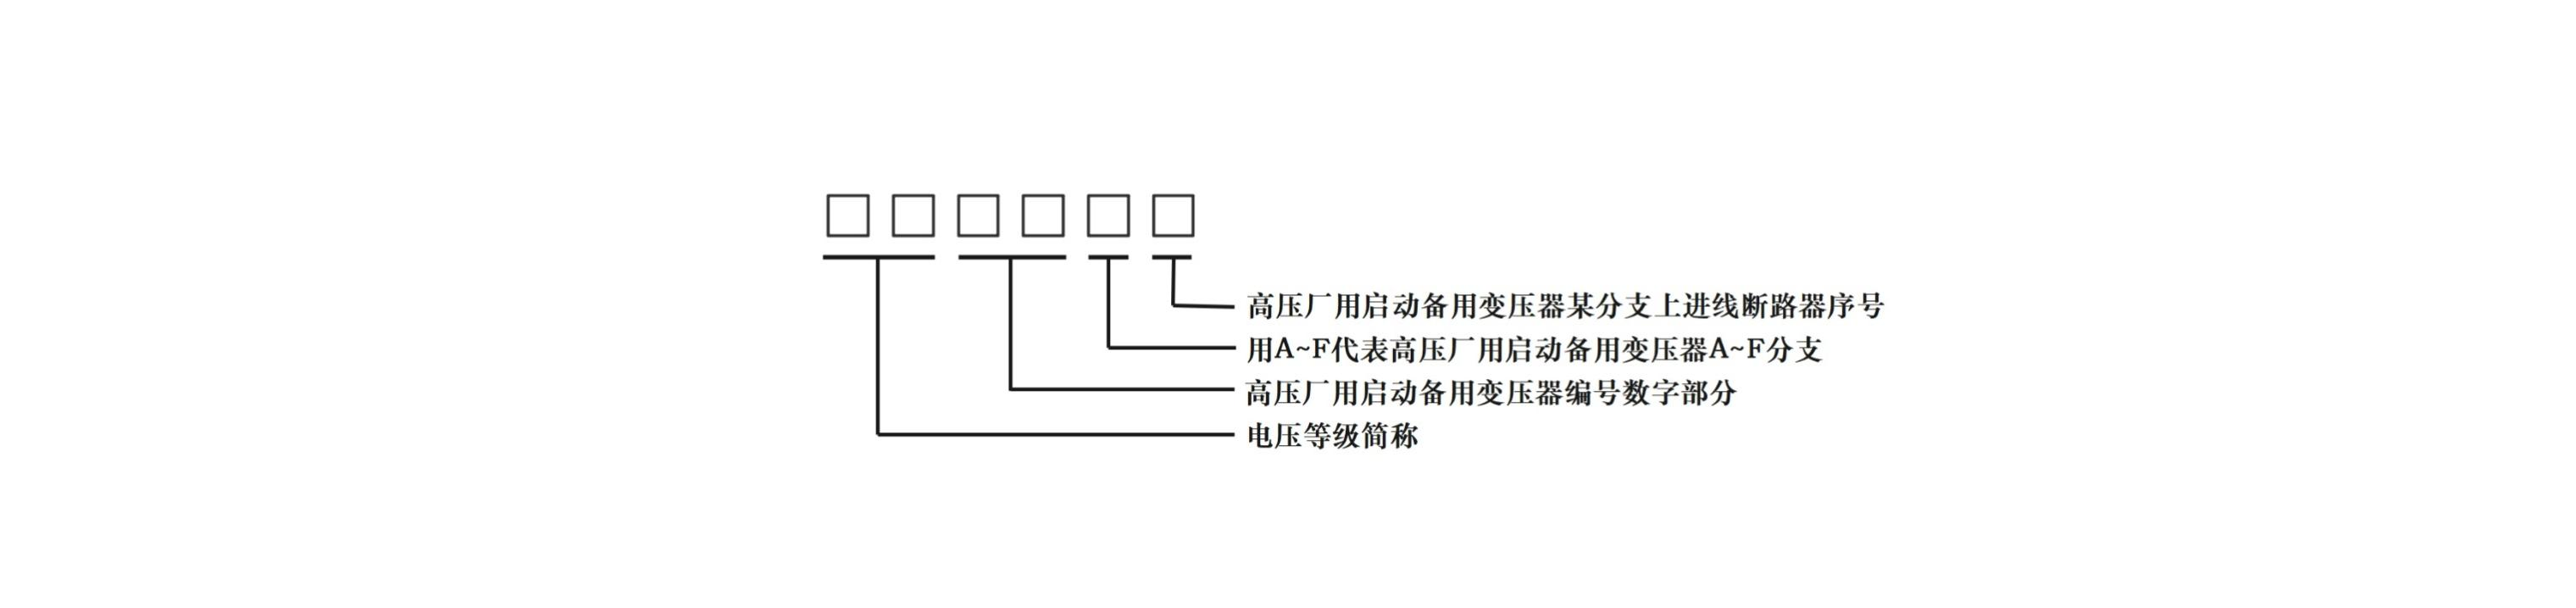 高压厂用启动备用变压器某分支上进线断路器序号
用A~F代表高压厂用启动备用变压器A~F分支
高压厂用启动备用变压器编号数字部分
电压等级简称